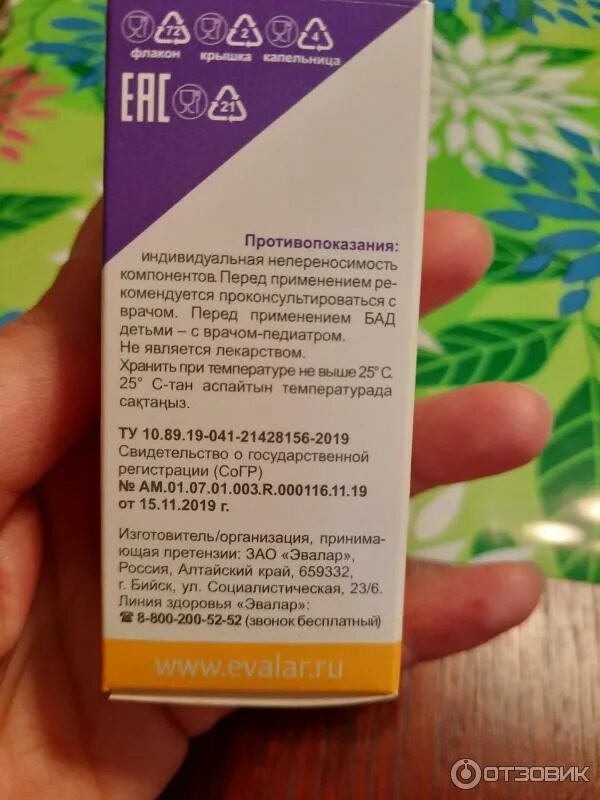 72 2 4
флакон крышка капельница
EAC 21
Противопоказания:
индивидуальная непереносимость
компонентов. Перед применением ре-
комендуется проконсультироваться с
врачом. Перед применением БАД
детьми – с врачом-педиатром.
Не является лекарством.
Хранить при температуре не выше 25° С.
25° С-тан аспайтын температурада
сақтаңыз.
ТУ 10.89.19-041-21428156-2019
Свидетельство о государственной
регистрации (СоГР)
№ АМ.01.07.01.003.R.000116.11.19
от 15.11.2019 г.
Изготовитель/организация, принимаю-
щая претензии: ЗАО «Эвалар»,
Россия, Алтайский край, 659332,
г. Бийск, ул. Социалистическая, 23/6.
Линия здоровья «Эвалар»:
☎ 8-800-200-52-52 (звонок бесплатный)
www.evalar.ru
ОТЗОВИК